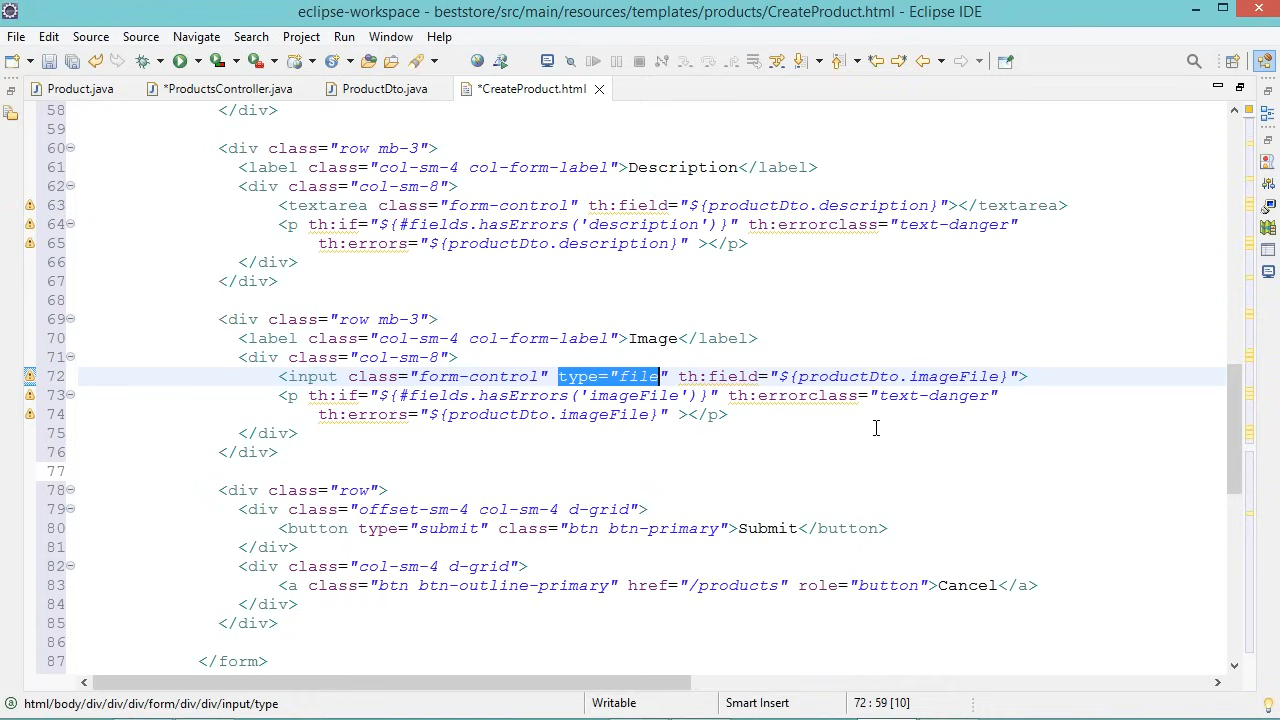 eclipse-workspace - beststore/src/main/resources/templates/products/CreateProduct.html - Eclipse IDE
File Edit Source Source Navigate Search Project Run Window Help
Product.java *ProductsController.java ProductDto.java *CreateProduct.html
58 </div>
59
60 <div class="row mb-3">
61 <label class="col-sm-4 col-form-label">Description</label>
62 <div class="col-sm-8">
63 <textarea class="form-control" th:field="${productDto.description}"></textarea>
64 <p th:if="${#fields.hasErrors('description')}" th:errorclass="text-danger"
65 th:errors="${productDto.description}" ></p>
66 </div>
67 </div>
68
69 <div class="row mb-3">
70 <label class="col-sm-4 col-form-label">Image</label>
71 <div class="col-sm-8">
72 <input class="form-control" type="file" th:field="${productDto.imageFile}">
73 <p th:if="${#fields.hasErrors('imageFile')}" th:errorclass="text-danger"
74 th:errors="${productDto.imageFile}" ></p>
75 </div>
76 </div>
77
78 <div class="row">
79 <div class="offset-sm-4 col-sm-4 d-grid">
80 <button type="submit" class="btn btn-primary">Submit</button>
81 </div>
82 <div class="col-sm-4 d-grid">
83 <a class="btn btn-outline-primary" href="/products" role="button">Cancel</a>
84 </div>
85 </div>
86
87 </form>
html/body/div/div/div/form/div/div/input/type Writable Smart Insert 72 : 59 [10]